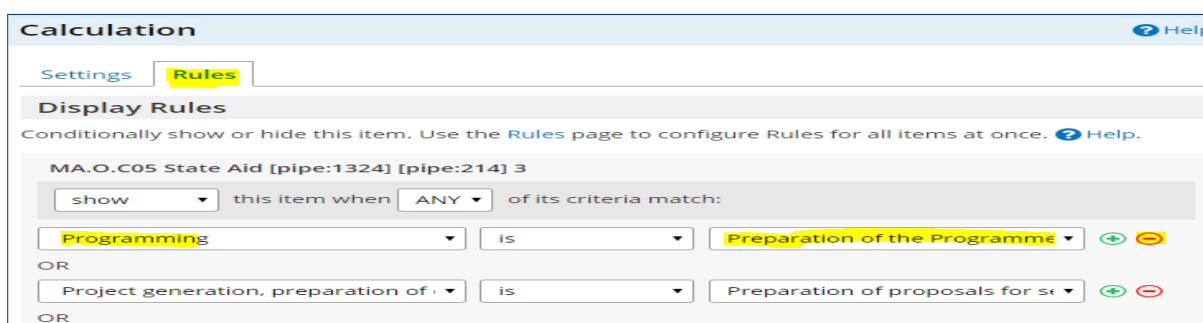 Calculation Help
Settings Rules
Display Rules
Conditionally show or hide this item. Use the Rules page to configure Rules for all items at once. Help.
MA.O.C05 State Aid [pipe:1324] [pipe:214] 3
show this item when ANY of its criteria match:
Programming is Preparation of the Programme
OR
Project generation, preparation of is Preparation of proposals for
OR